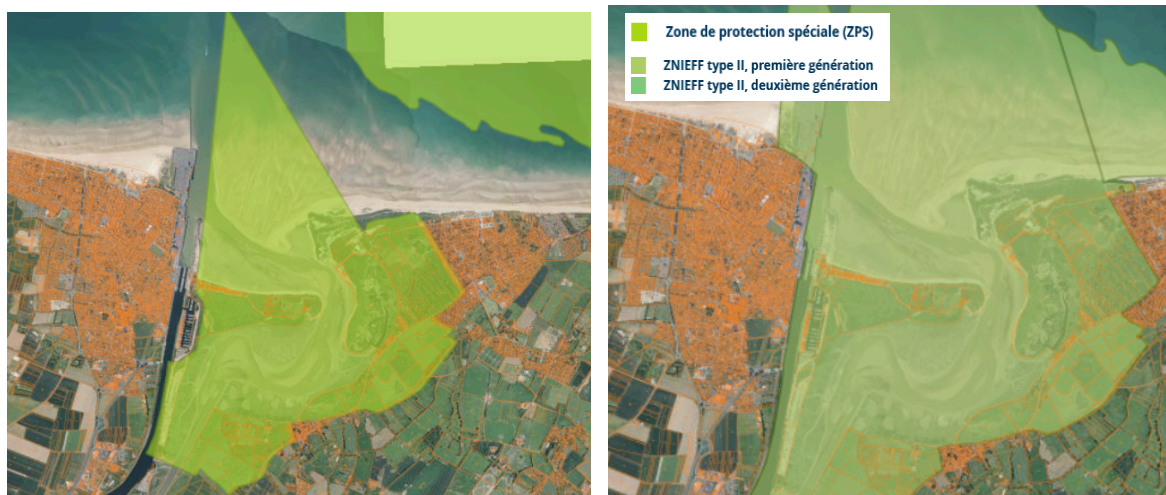 Zone de protection spéciale (ZPS)
ZNIEFF type II, première génération
ZNIEFF type II, deuxième génération